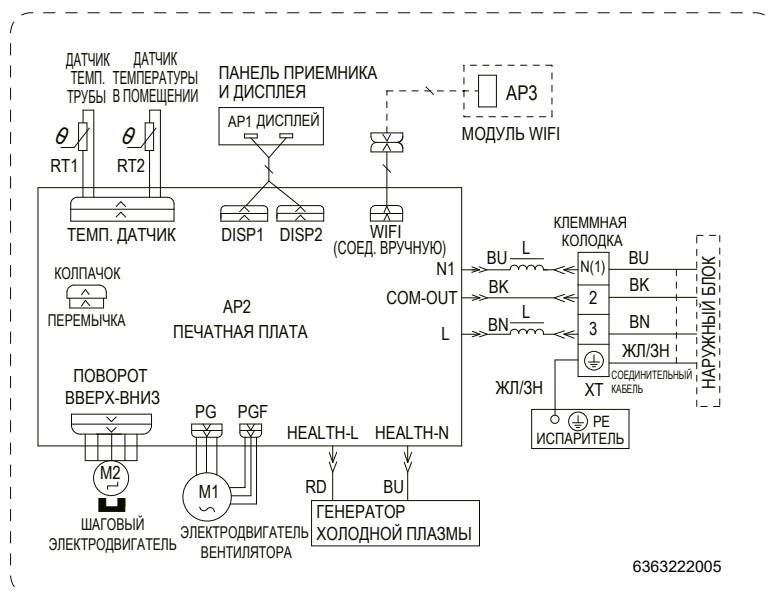 ДАТЧИК
ТЕМП.
ТРУБЫ
ДАТЧИК
ТЕМПЕРАТУРЫ
В ПОМЕЩЕНИИ
ПАНЕЛЬ ПРИЕМНИКА
И ДИСПЛЕЯ
AP1 ДИСПЛЕЙ
AP3
МОДУЛЬ WIFI
θ
RT1
θ
RT2
ТЕМП. ДАТЧИК
DISP1
DISP2
WIFI
(СОЕД. ВРУЧНУЮ)
КЛЕММНАЯ
КОЛОДКА
N1
BU
L
N(1)
BU
COM-OUT
BK
2
BK
L
BN
L
3
BN
ЖЛ/ЗН
XT
СОЕДИНИТЕЛЬНЫЙ
КАБЕЛЬ
НАРУЖНЫЙ БЛОК
ЖЛ/ЗН
PE
ИСПАРИТЕЛЬ
КОЛПАЧОК
ПЕРЕМЫЧКА
AP2
ПЕЧАТНАЯ ПЛАТА
ПОВОРОТ
ВВЕРХ-ВНИЗ
PG
PGF
HEALTH-L
HEALTH-N
M2
M1
RD
BU
ШАГОВЫЙ
ЭЛЕКТРОДВИГАТЕЛЬ
ЭЛЕКТРОДВИГАТЕЛЬ
ВЕНТИЛЯТОРА
ГЕНЕРАТОР
ХОЛОДНОЙ ПЛАЗМЫ
6363222005